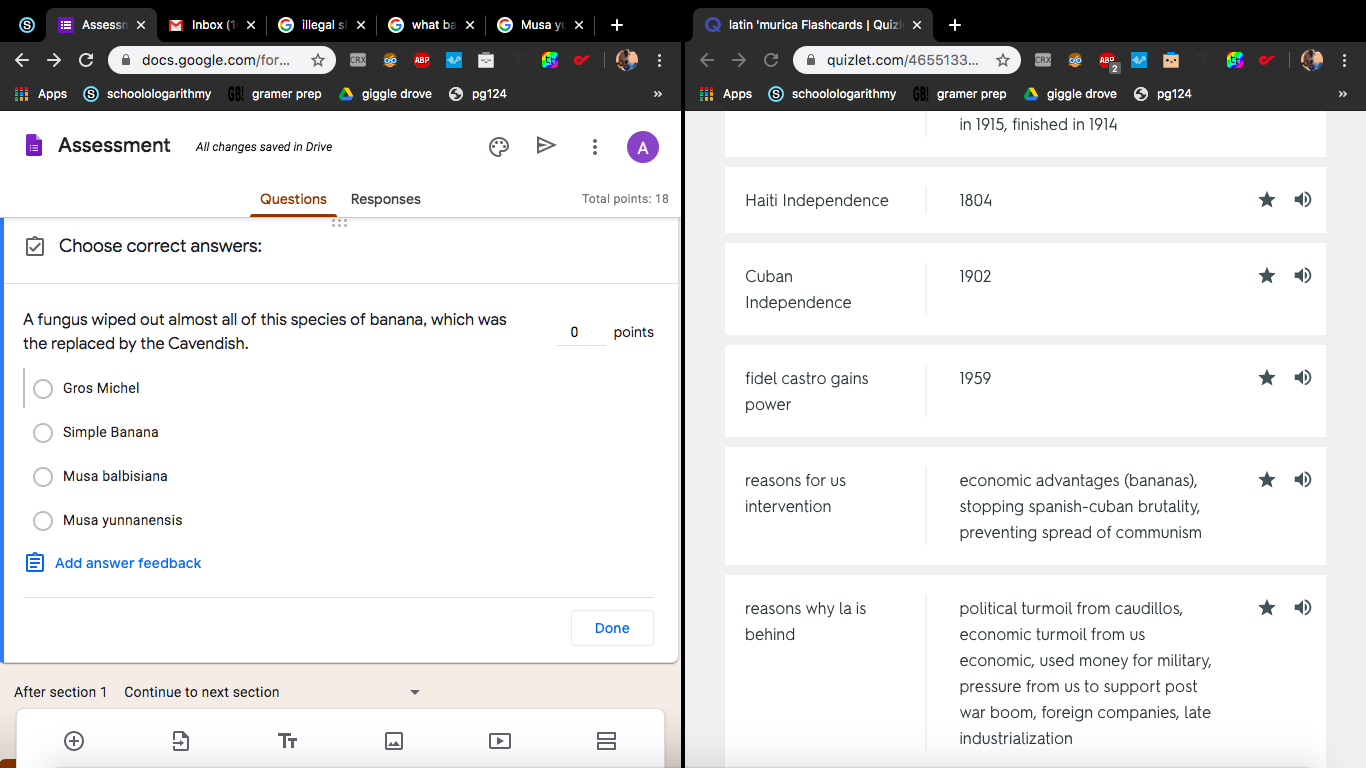 Assessn
Inbox (1
illegal s
what ba
Musa yu
docs.google.com/for...
CRX
ABP
Apps
schoolologarithmy
GB!
gramer prep
giggle drove
pg124
»
Assessment
All changes saved in Drive
A
Questions
Responses
Total points: 18
Choose correct answers:
A fungus wiped out almost all of this species of banana, which was
the replaced by the Cavendish.
0 points
Gros Michel
Simple Banana
Musa balbisiana
Musa yunnanensis
Add answer feedback
Done
After section 1 Continue to next section
Tт
latin 'murica Flashcards | Quizl
quizlet.com/4655133...
CRX
ABP
2
Apps
schoolologarithmy
GB!
gramer prep
giggle drove
pg124
»
in 1915, finished in 1914
Haiti Independence
1804
Cuban
Independence
1902
fidel castro gains
power
1959
reasons for us
intervention
economic advantages (bananas),
stopping spanish-cuban brutality,
preventing spread of communism
reasons why la is
behind
political turmoil from caudillos,
economic turmoil from us
economic, used money for military,
pressure from us to support post
war boom, foreign companies, late
industrialization